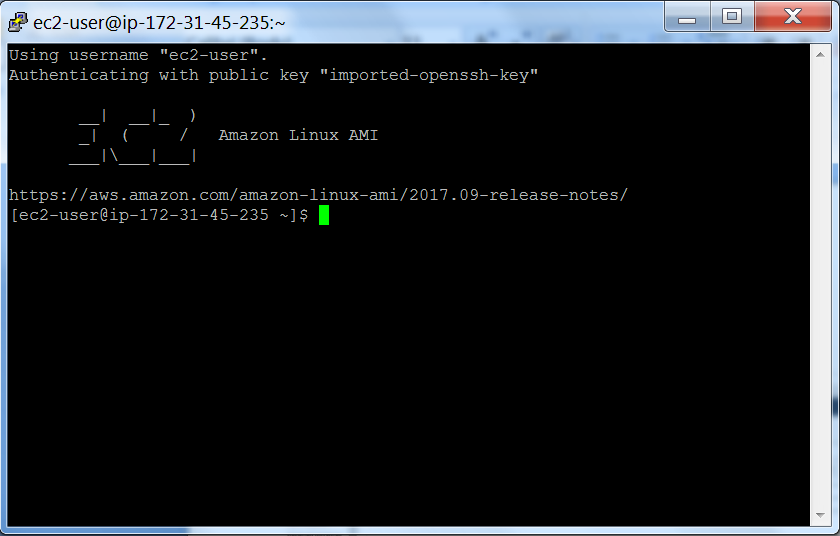 ec2-user@ip-172-31-45-235:~
Using username "ec2-user".
Authenticating with public key "imported-openssh-key"
       __|  __|_  )
       _|  (     /   Amazon Linux AMI
      ___|\___|___|
https://aws.amazon.com/amazon-linux-ami/2017.09-release-notes/
[ec2-user@ip-172-31-45-235 ~]$